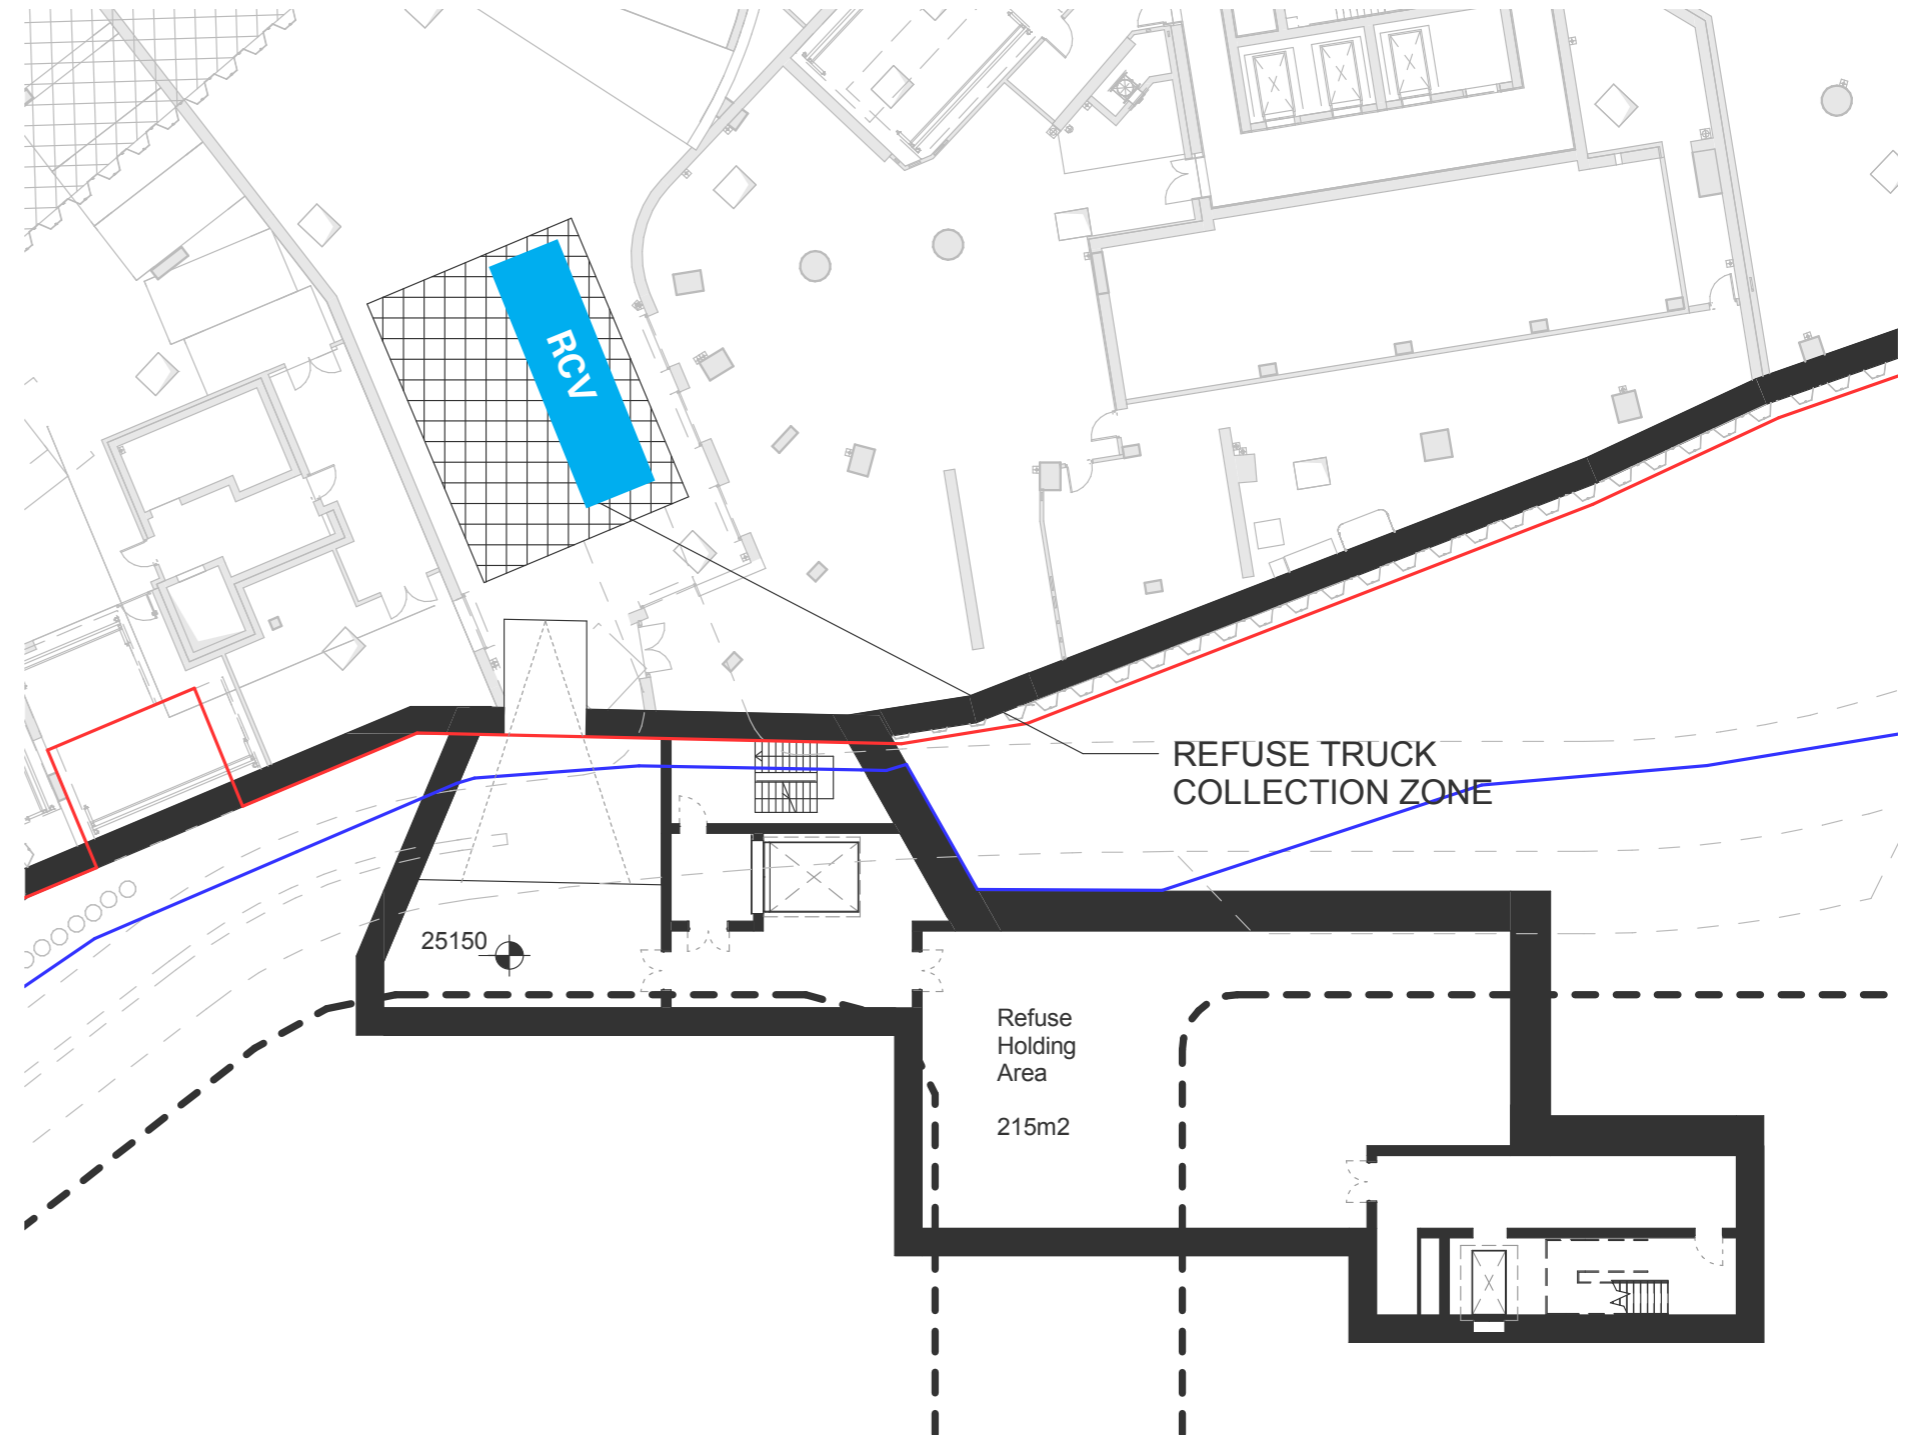 RCV
REFUSE TRUCK
COLLECTION ZONE
25150
Refuse
Holding
Area
215m2